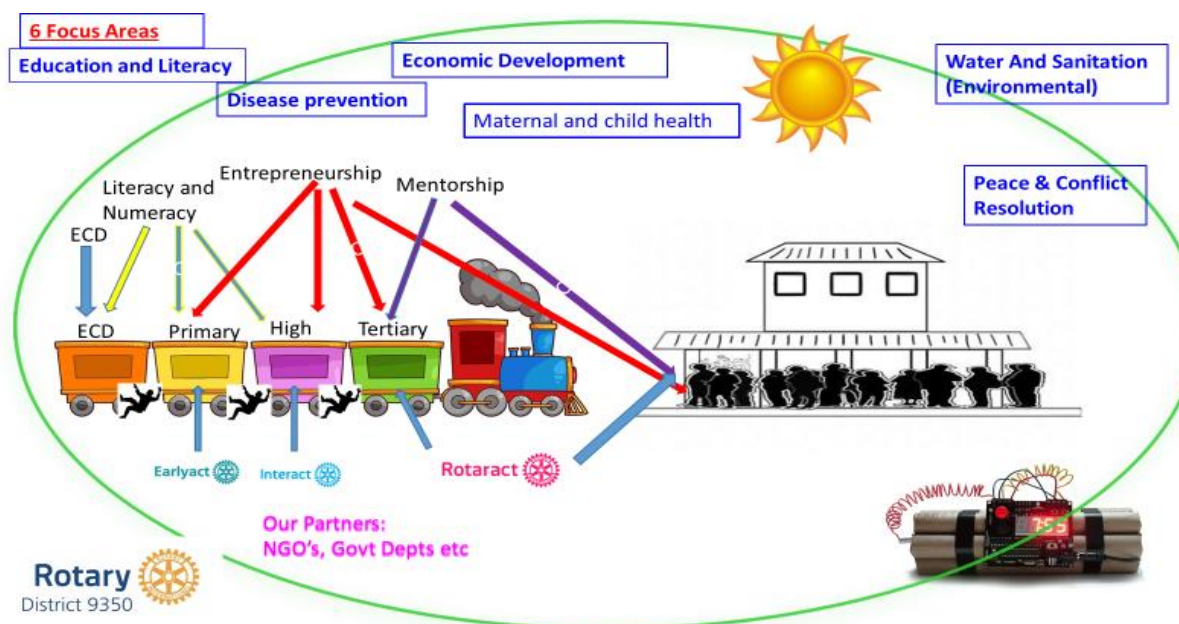 6 Focus Areas
Education and Literacy
Disease prevention
Economic Development
Maternal and child health
Water And Sanitation
(Environmental)
Peace & Conflict
Resolution
Literacy and
Numeracy
Entrepreneurship
Mentorship
ECD
ECD
Primary
High
Tertiary
Earlyact
Interact
Rotaract
Our Partners:
NGO's, Govt Depts etc
Rotary
District 9350
7:55